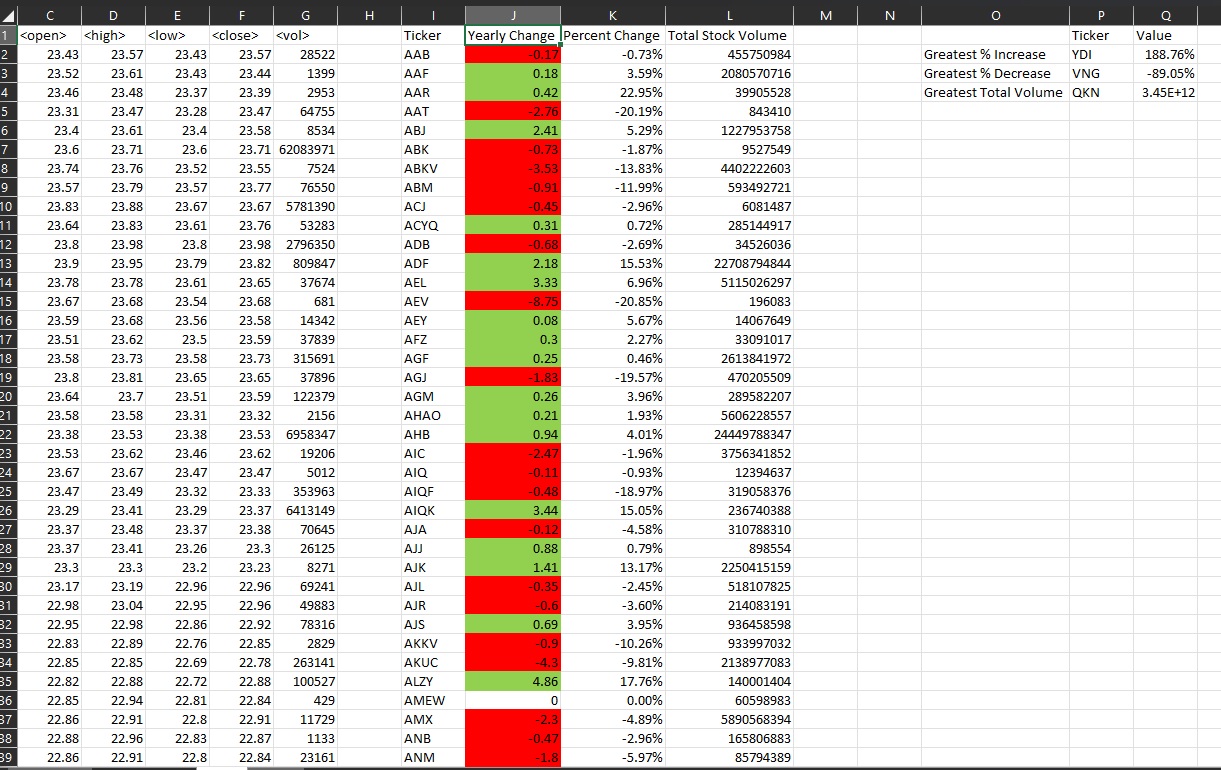 C D E F G H I J K L M N O P Q
1 <open> <high> <low> <close> <vol> Ticker Yearly Change Percent Change Total Stock Volume Ticker Value
2 23.43 23.57 23.43 23.57 28522 AAB -0.17 -0.73% 455750984 Greatest % Increase YDI 188.76%
3 23.52 23.61 23.43 23.44 1399 AAF 0.18 3.59% 2080570716 Greatest % Decrease VNG -89.05%
4 23.46 23.48 23.37 23.39 2953 AAR 0.42 22.95% 39905528 Greatest Total Volume QKN 3.45E+12
5 23.31 23.47 23.28 23.47 64755 AAT -2.76 -20.19% 843410
6 23.4 23.61 23.4 23.58 8534 ABJ 2.41 5.29% 1227953758
7 23.6 23.71 23.6 23.71 62083971 ABK -0.73 -1.87% 9527549
8 23.74 23.76 23.52 23.55 7524 ABKV -3.53 -13.83% 4402222603
9 23.57 23.79 23.57 23.77 76550 ABM -0.91 -11.99% 593492721
10 23.83 23.88 23.67 23.67 5781390 ACJ -0.45 -2.96% 6081487
11 23.64 23.83 23.61 23.76 53283 ACYQ 0.31 0.72% 285144917
12 23.8 23.98 23.8 23.98 2796350 ADB -0.68 -2.69% 34526036
13 23.9 23.95 23.79 23.82 809847 ADF 2.18 15.53% 22708794844
14 23.78 23.78 23.61 23.65 37674 AEL 3.33 6.96% 5115026297
15 23.67 23.68 23.54 23.68 681 AEV -8.75 -20.85% 196083
16 23.59 23.68 23.56 23.58 14342 AEY 0.08 5.67% 14067649
17 23.51 23.62 23.5 23.59 37839 AFZ 0.3 2.27% 33091017
18 23.58 23.73 23.58 23.73 315691 AGF 0.25 0.46% 2613841972
19 23.8 23.81 23.65 23.65 37896 AGJ -1.83 -19.57% 470205509
20 23.64 23.7 23.51 23.59 122379 AGM 0.26 3.96% 289582207
21 23.58 23.58 23.31 23.32 2156 AHAO 0.21 1.93% 5606228557
22 23.38 23.53 23.38 23.53 6958347 AHB 0.94 4.01% 24449788347
23 23.53 23.62 23.46 23.62 19206 AIC -2.47 -1.96% 3756341852
24 23.67 23.67 23.47 23.47 5012 AIQ -0.11 -0.93% 12394637
25 23.47 23.49 23.32 23.33 353963 AIQF -0.48 -18.97% 319058376
26 23.29 23.41 23.29 23.37 6413149 AIQK 3.44 15.05% 236740388
27 23.37 23.48 23.37 23.38 70645 AJA -0.12 -4.58% 310788310
28 23.37 23.41 23.26 23.3 26125 AJJ 0.88 0.79% 898554
29 23.3 23.3 23.2 23.23 8271 AJK 1.41 13.17% 2250415159
30 23.17 23.19 22.96 22.96 69241 AJL -0.35 -2.45% 518107825
31 22.98 23.04 22.95 22.96 49883 AJR -0.6 -3.60% 214083191
32 22.95 22.98 22.86 22.92 78316 AJS 0.69 3.95% 936458598
33 22.83 22.89 22.76 22.85 2829 AKKV -0.9 -10.26% 933997032
34 22.85 22.85 22.69 22.78 263141 AKUC -4.3 -9.81% 2138977083
35 22.82 22.88 22.72 22.88 100527 ALZY 4.86 17.76% 140001404
36 22.85 22.94 22.81 22.84 429 AMEW 0 0.00% 60598983
37 22.86 22.91 22.8 22.91 11729 AMX -2.3 -4.89% 5890568394
38 22.88 22.96 22.83 22.87 1133 ANB -0.47 -2.96% 165806883
39 22.86 22.91 22.8 22.84 23161 ANM -1.8 -5.97% 85794389